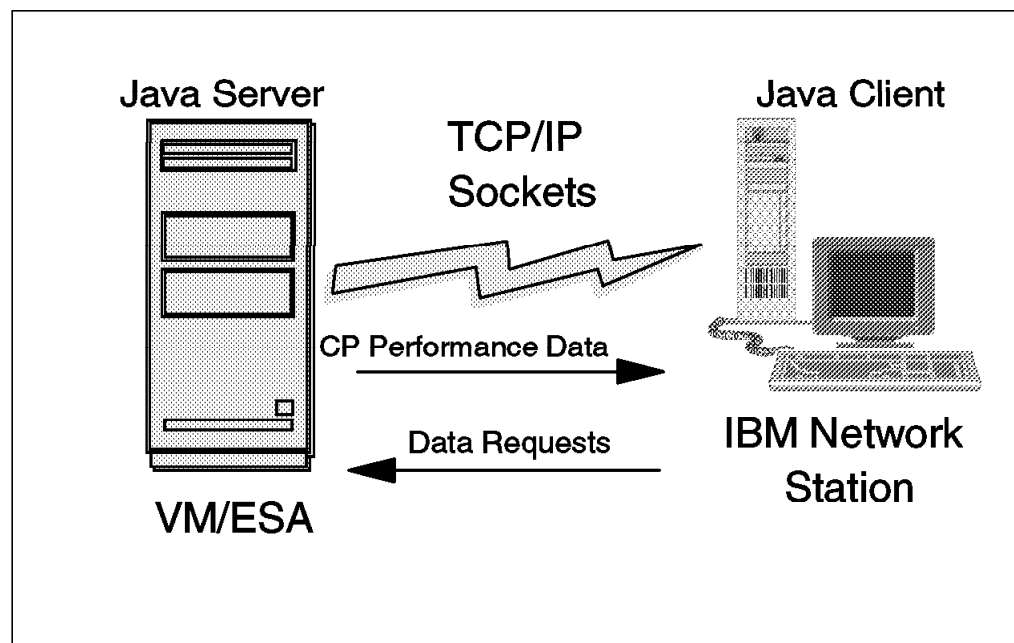 Java Server
Java Client
TCP/IP
Sockets
CP Performance Data
Data Requests
IBM Network
Station
VM/ESA